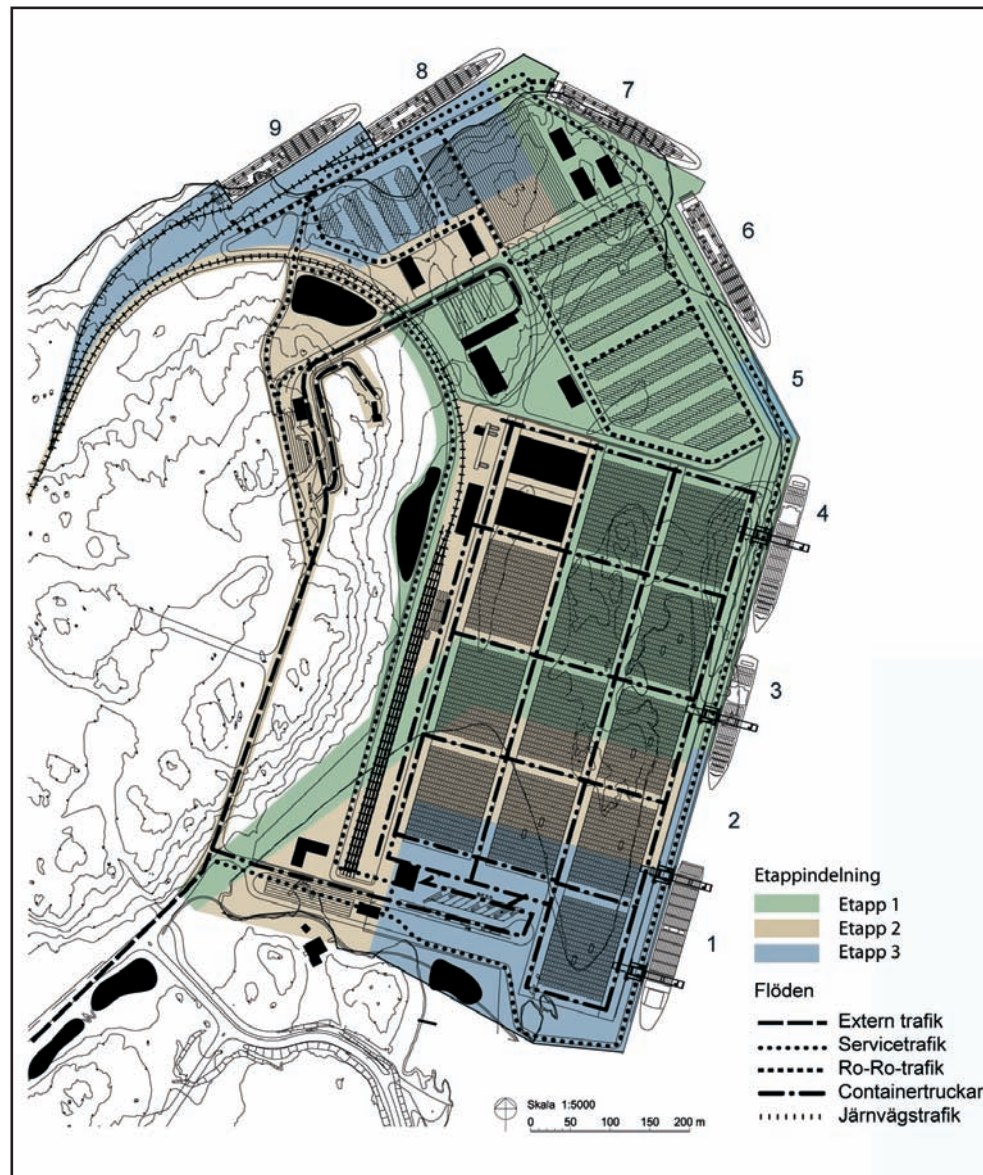 8
7
9
6
5
4
3
2
1
Etappindelning
Etapp 1
Etapp 2
Etapp 3
Flöden
Extern trafik
Servicetrafik
Ro-Ro-trafik
Containertruckar
Järnvägstrafik
Skala 1:5000
0 50 100 150 200 m